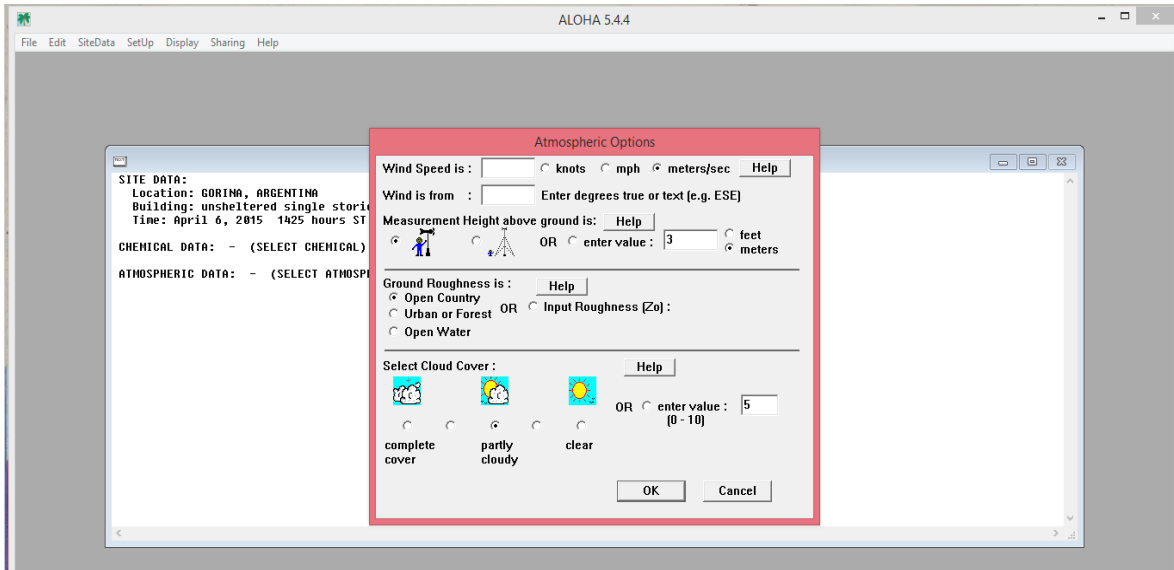 ALOHA 5.4.4
File Edit SiteData SetUp Display Sharing Help
SITE DATA:
Location: GORINA, ARGENTINA
Building: unsheltered single storie
Time: April 6, 2015 1425 hours ST
CHEMICAL DATA: - (SELECT CHEMICAL)
ATMOSPHERIC DATA: - (SELECT ATMOSPH
Atmospheric Options
Wind Speed is : knots mph meters/sec Help
Wind is from : Enter degrees true or text (e.g. ESE)
Measurement Height above ground is: Help
OR enter value : 3 feet
meters
Ground Roughness is : Help
Open Country
Urban or Forest OR Input Roughness (Zo) :
Open Water
Select Cloud Cover : Help
OR enter value : 5
(0 - 10)
complete cover
partly cloudy
clear
OK Cancel